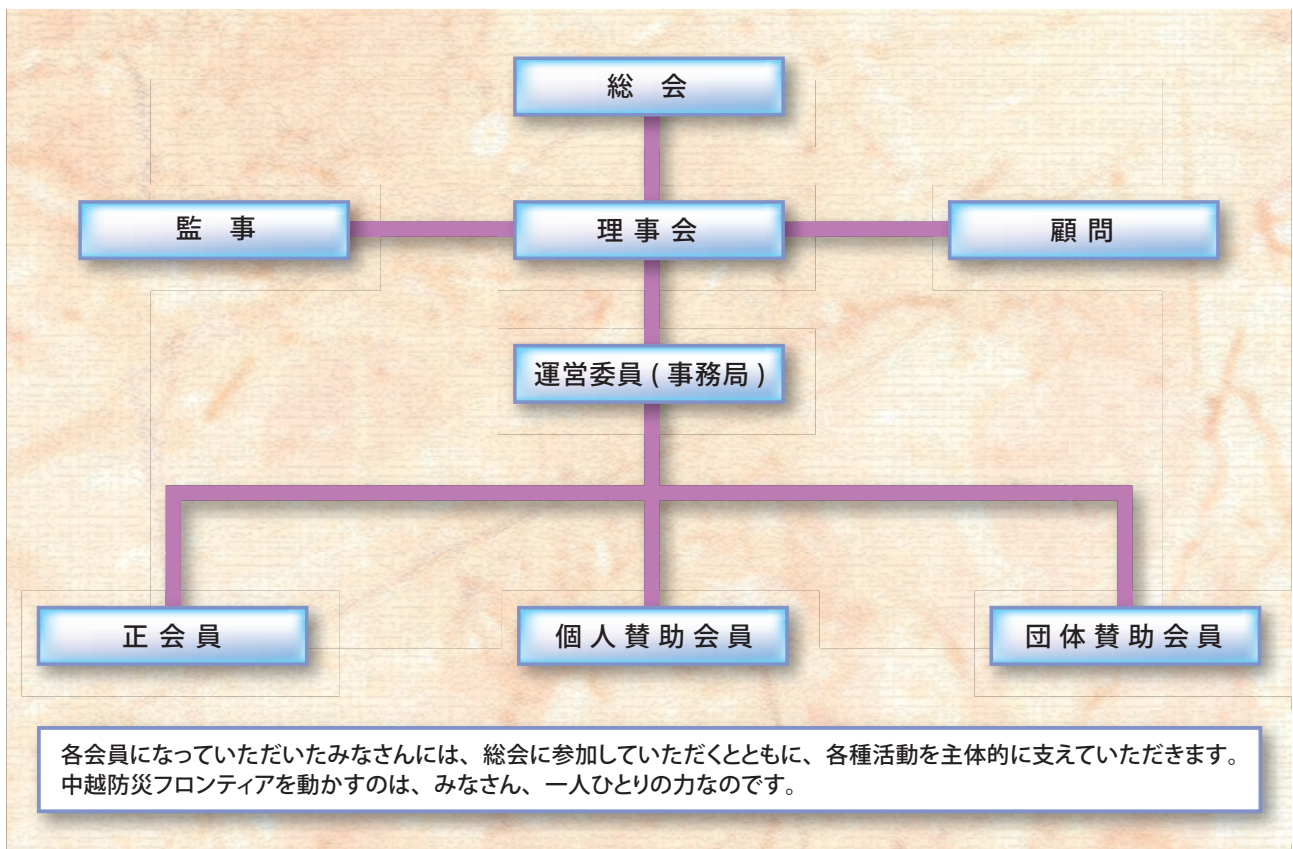 総　会
監　事
理 事 会
顧 問
運営委員 ( 事務局 )
正 会 員
個 人 賛 助 会 員
団 体 賛 助 会 員
各会員になっていただいたみなさんには、総会に参加していただくとともに、各種活動を主体的に支えていただきます。
中越防災フロンティアを動かすのは、みなさん、一人ひとりの力なのです。